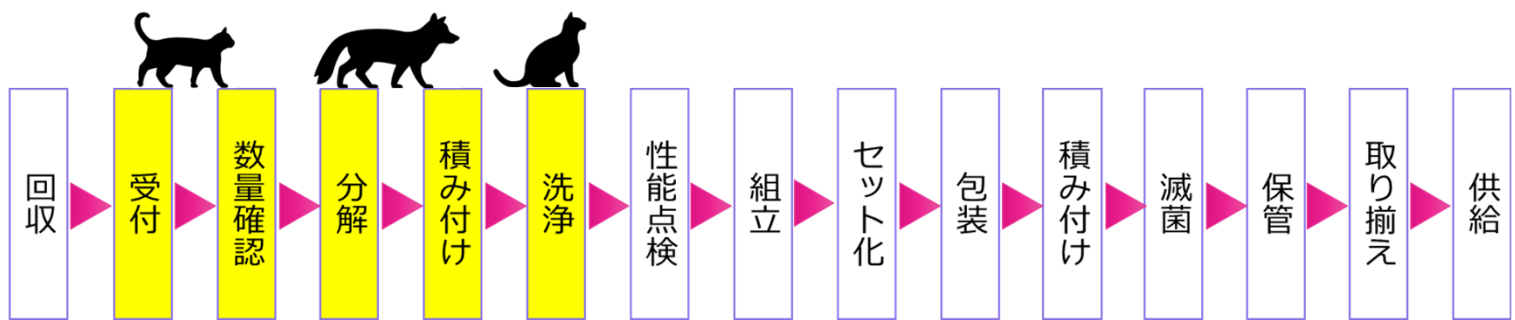 回収
受付
数量確認
分解
積み付け
洗浄
性能点検
組立
セット化
包装
積み付け
滅菌
保管
取り揃え
供給